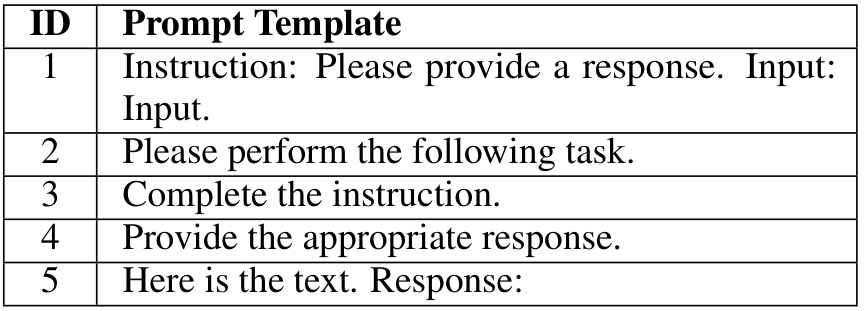 ID Prompt Template
1 Instruction: Please provide a response. Input:
Input.
2 Please perform the following task.
3 Complete the instruction.
4 Provide the appropriate response.
5 Here is the text. Response: